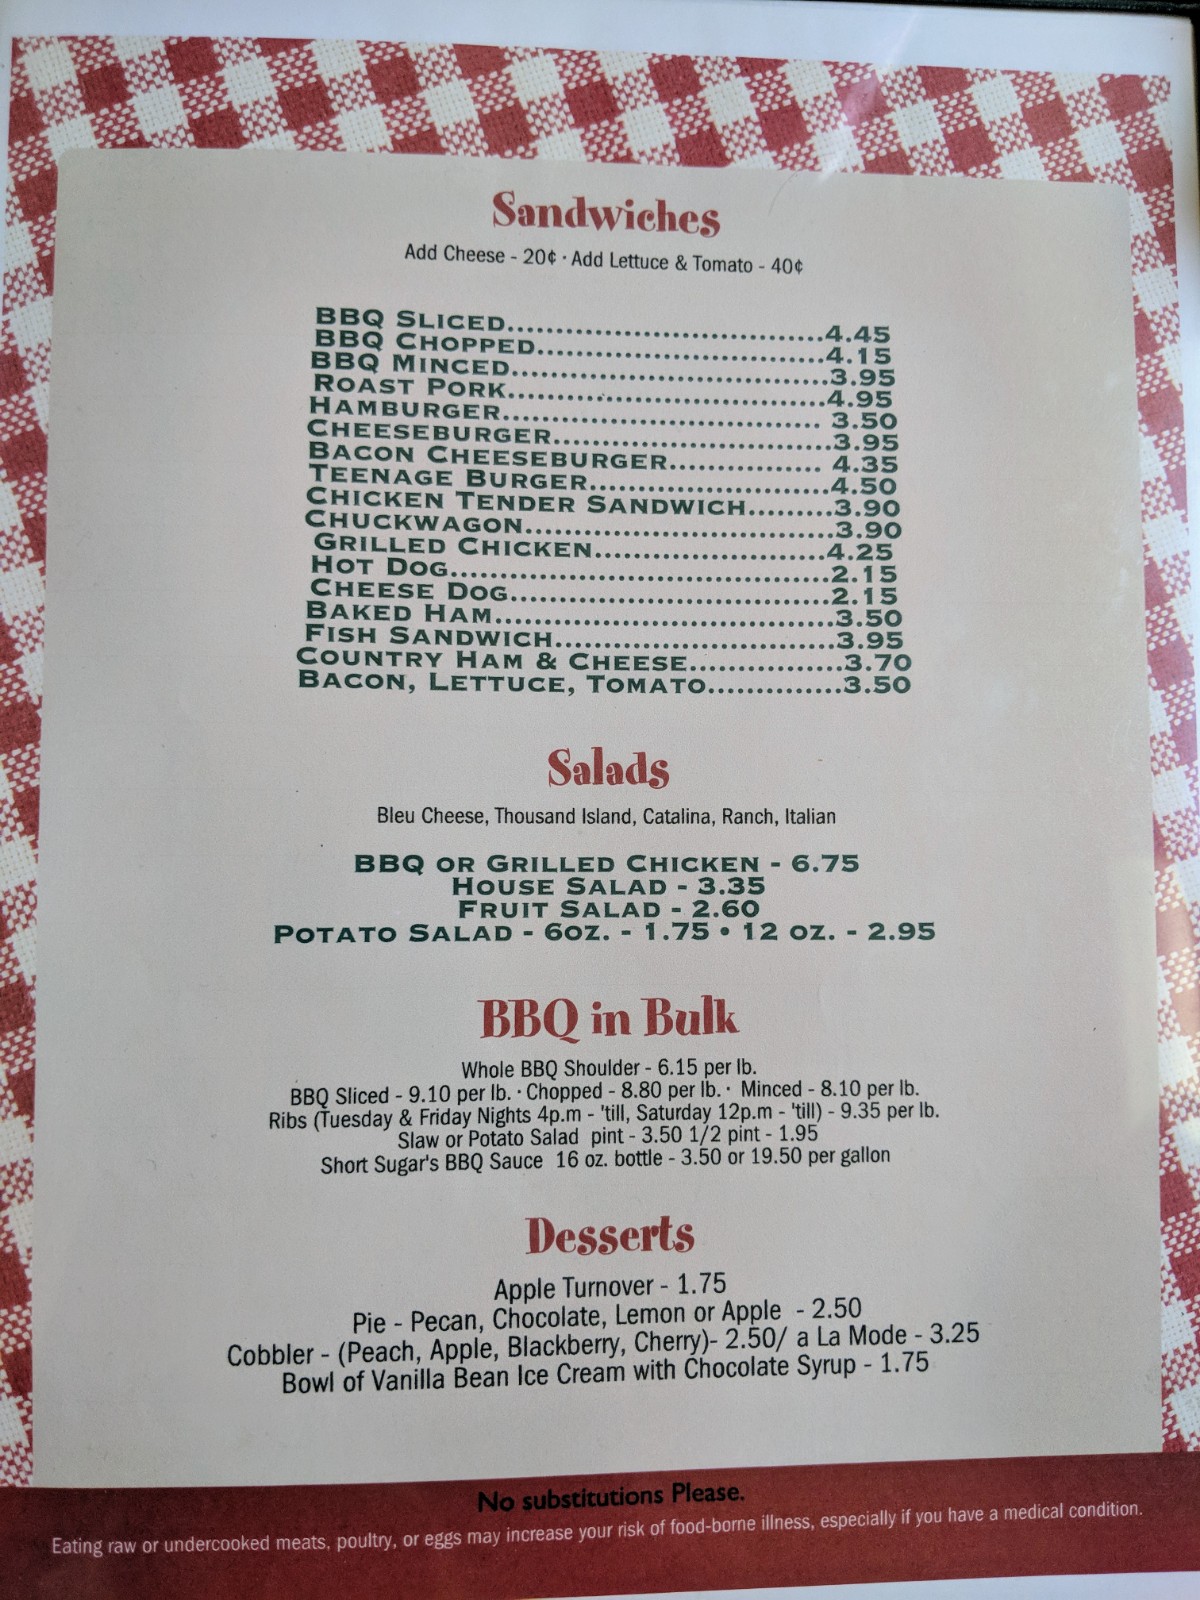 Sandwiches
Add Cheese - 20¢ · Add Lettuce & Tomato - 40¢
BBQ Sliced..............................4.45
BBQ Chopped...........................4.15
BBQ Minced..............................3.95
Roast Pork..............................4.95
Hamburger.............................. 3.50
Cheeseburger..........................3.95
Bacon Cheeseburger.............. 4.35
Teenage Burger.......................4.50
Chicken Tender Sandwich.........3.90
Chuckwagon.............................3.90
Grilled Chicken......................4.25
Hot Dog....................................2.15
Cheese Dog..............................2.15
Baked Ham................................3.50
Fish Sandwich..........................3.95
Country Ham & Cheese..............3.70
Bacon, Lettuce, Tomato.............3.50
Salads
Bleu Cheese, Thousand Island, Catalina, Ranch, Italian
BBQ or Grilled Chicken - 6.75
House Salad - 3.35
Fruit Salad - 2.60
Potato Salad - 6oz. - 1.75 • 12 oz. - 2.95
BBQ in Bulk
Whole BBQ Shoulder - 6.15 per lb.
BBQ Sliced - 9.10 per lb. · Chopped - 8.80 per lb. · Minced - 8.10 per lb.
Ribs (Tuesday & Friday Nights 4p.m - 'till, Saturday 12p.m - 'till) - 9.35 per lb.
Slaw or Potato Salad pint - 3.50 1/2 pint - 1.95
Short Sugar's BBQ Sauce 16 oz. bottle - 3.50 or 19.50 per gallon
Desserts
Apple Turnover - 1.75
Pie - Pecan, Chocolate, Lemon or Apple - 2.50
Cobbler - (Peach, Apple, Blackberry, Cherry)- 2.50/ a La Mode - 3.25
Bowl of Vanilla Bean Ice Cream with Chocolate Syrup - 1.75
No substitutions Please.
Eating raw or undercooked meats, poultry, or eggs may increase your risk of food-borne illness, especially if you have a medical condition.